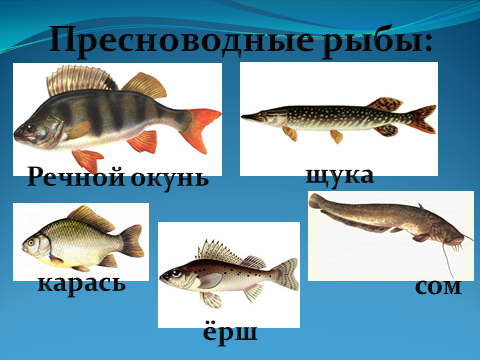 Пресноводные рыбы:
Речной окунь
щука
карась
ёрш
сом